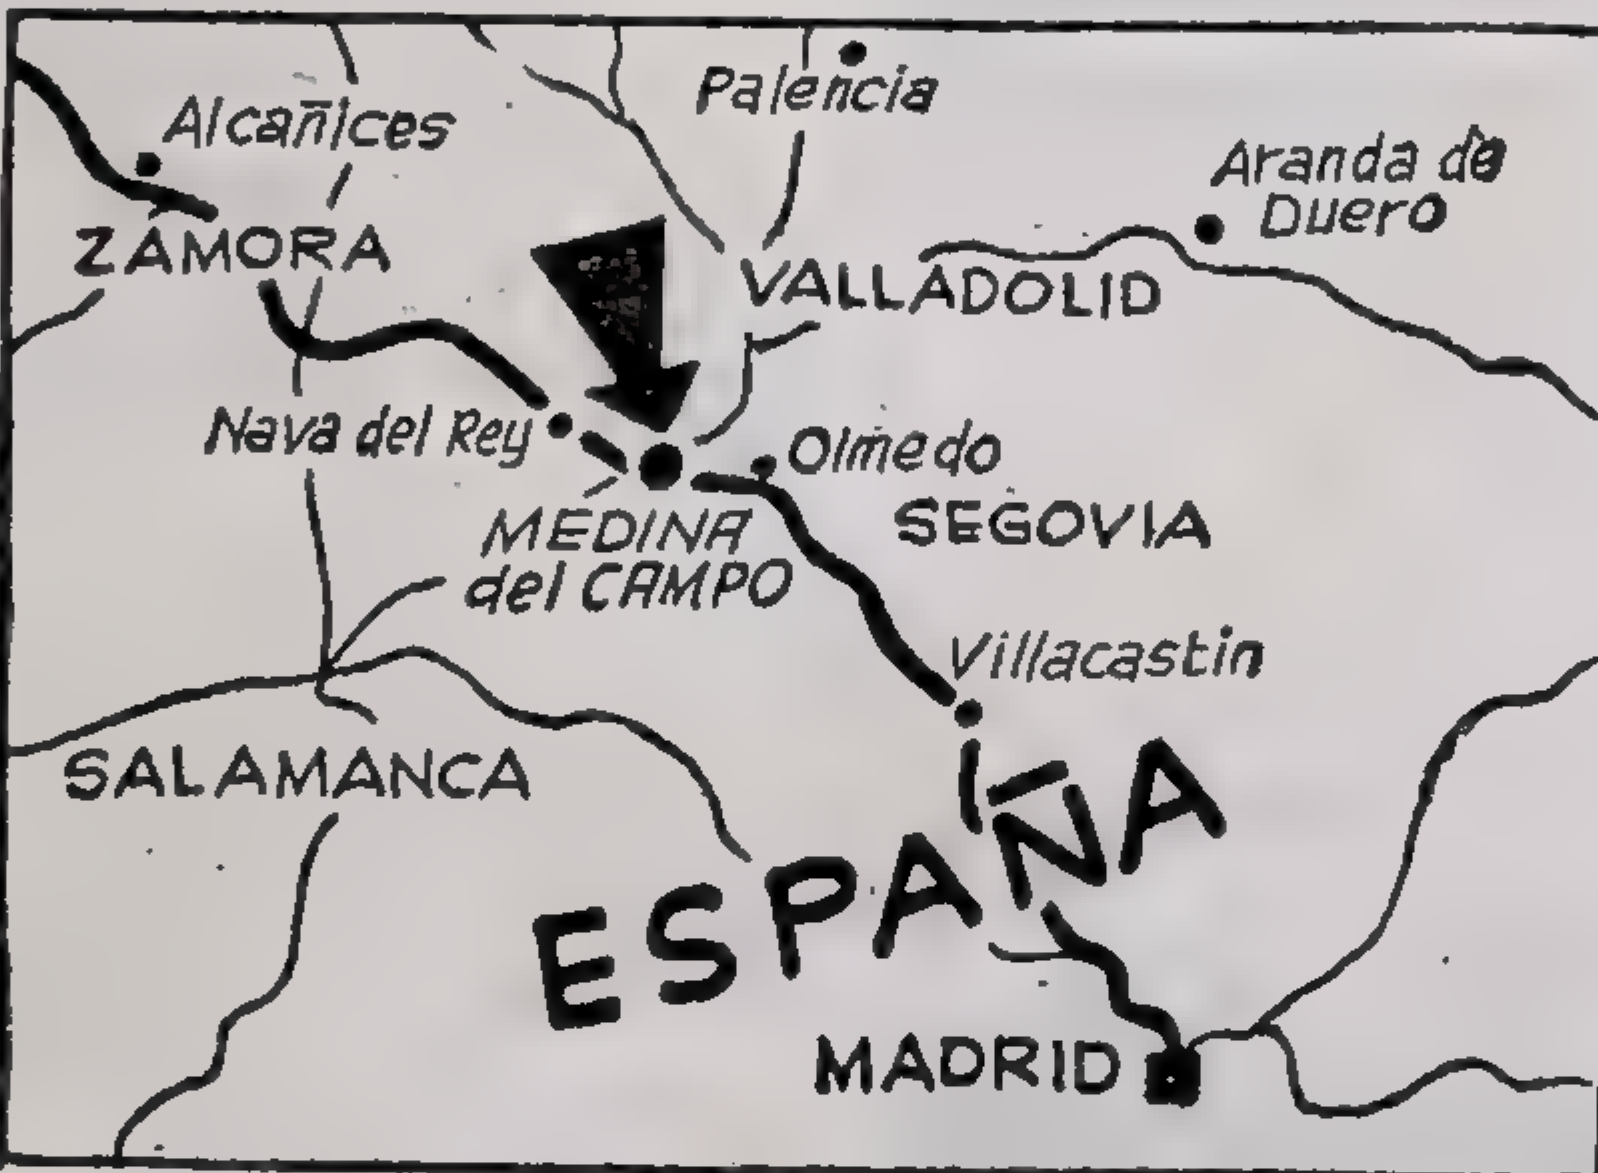 Palencia
Alcañices
Aranda de
Duero
ZAMORA
VALLADOLID
Nava del Rey
Olmedo
SEGOVIA
MEDINA
del CAMPO
Villacastin
SALAMANCA
ESPAÑA
MADRID